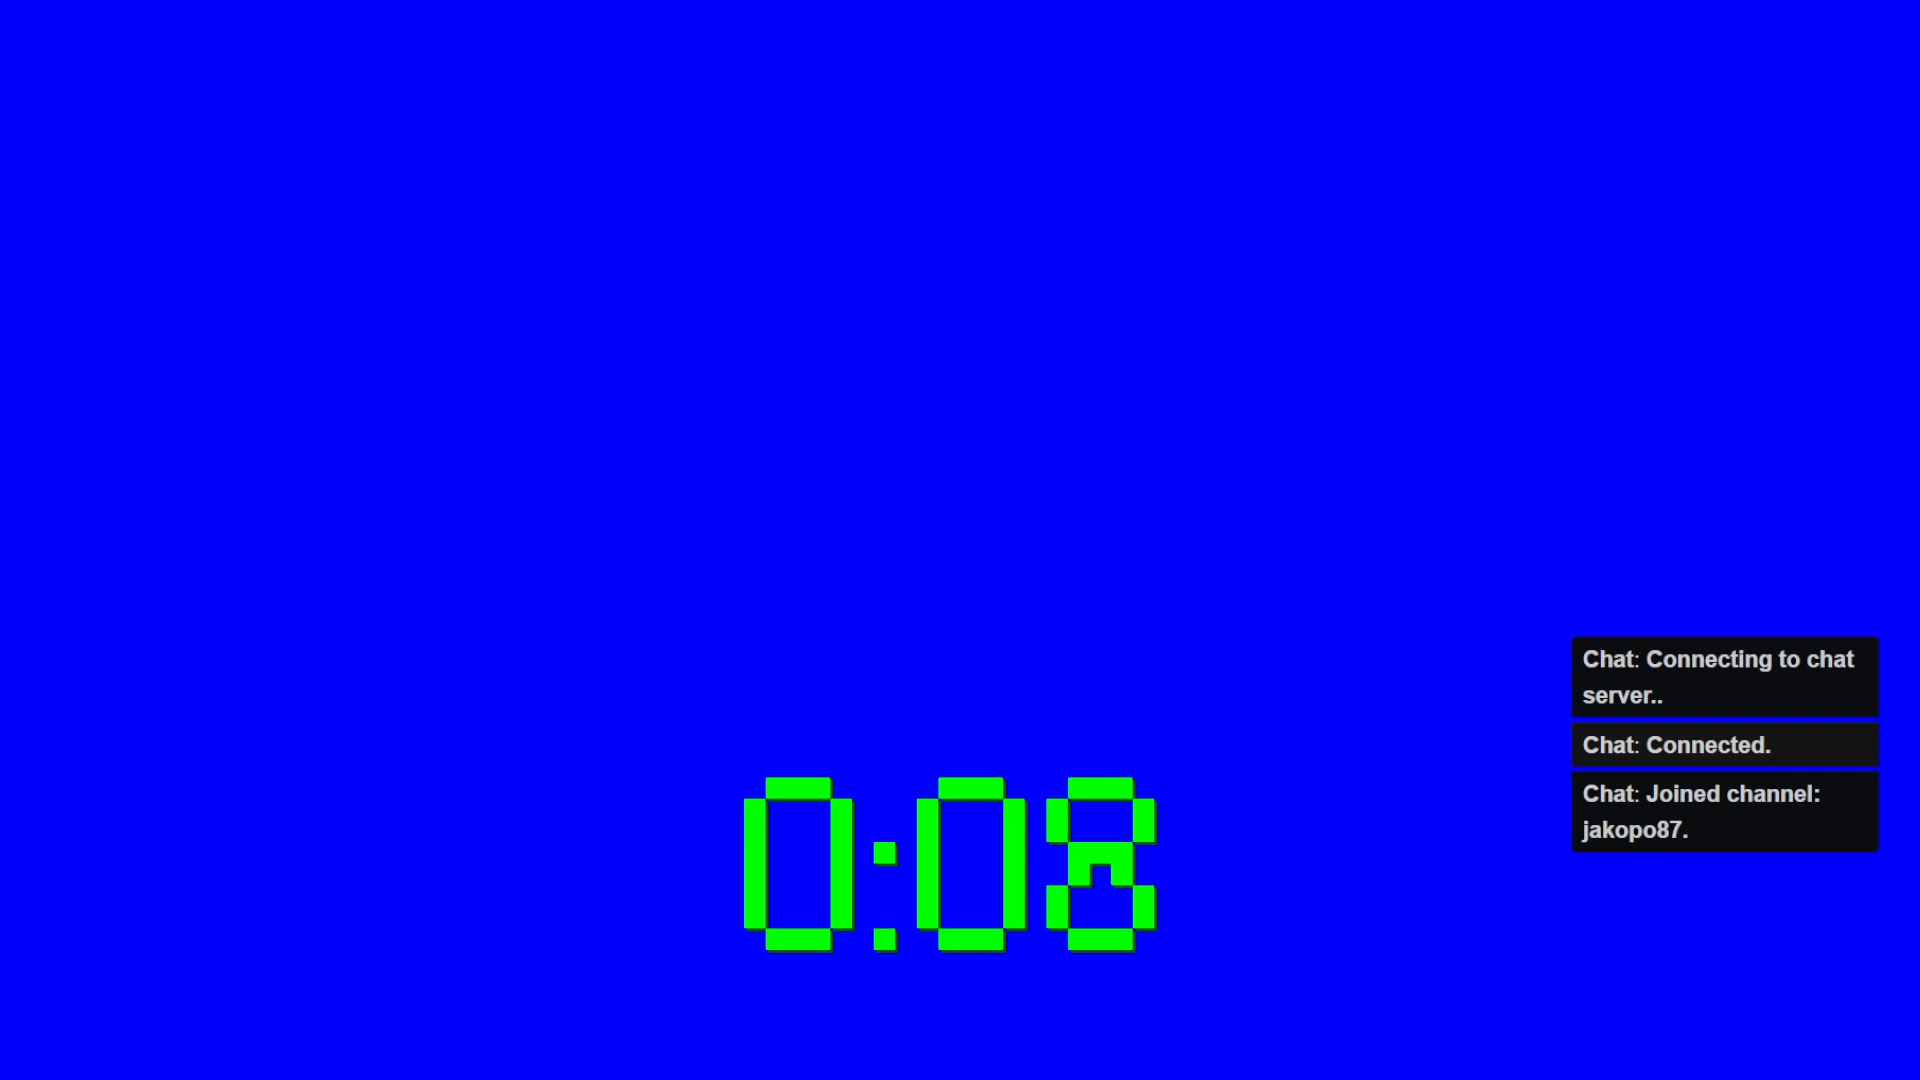 Chat: Connecting to chat
server..
Chat: Connected.
Chat: Joined channel:
jakopo87.
0:08